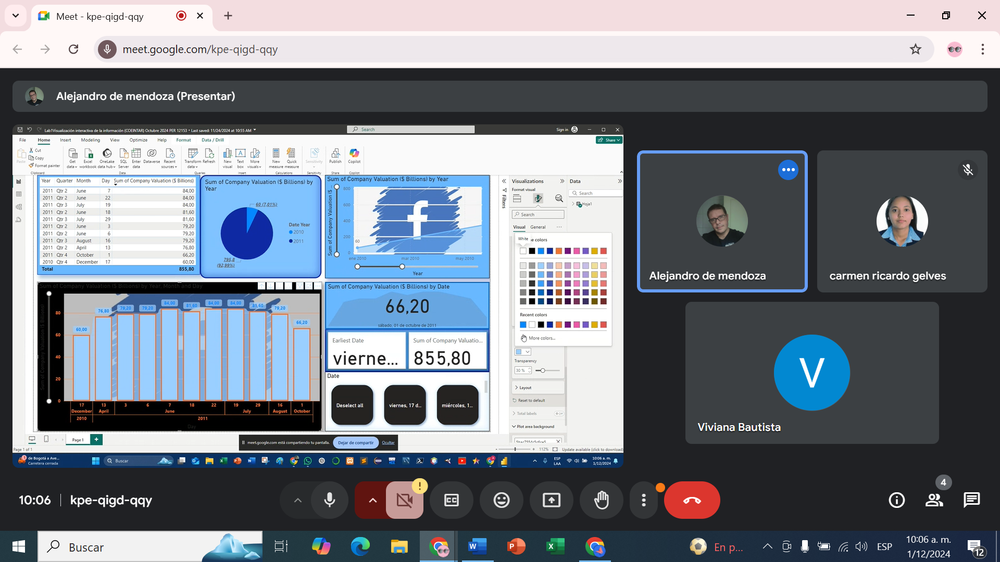 Meet - kpe-qigd-qqy
meet.google.com/kpe-qigd-qqy
Alejandro de mendoza (Presentar)
Lab1Visualización interactiva de la información (COEINTAR) Octubre 2024 PER 12153 • Last saved: 11/24/2024 at 10:55 AM
Search
Sign in
File Home Insert Modeling View Optimize Help Format Data / Drill
Share
Paste
Cut
Copy
Format painter
Get data
Excel workbook
OneLake data hub
SQL Server
Enter data
Dataverse
Recent sources
Transform data
Refresh
New visual
Text box
More visuals
New measure
Quick measure
Sensitivity
Publish
Copilot
Clipboard Data Queries Insert Calculations Sensitivity Share Copilot
Year Quarter Month Day Sum of Company Valuation ($ Billions)
2011 Qtr 2 June 7 84,00
2011 Qtr 2 June 22 84,00
2011 Qtr 3 July 19 84,00
2011 Qtr 2 June 18 81,60
2011 Qtr 3 July 29 81,60
2011 Qtr 2 June 3 79,20
2011 Qtr 2 June 6 79,20
2011 Qtr 3 August 16 79,20
2011 Qtr 2 April 13 76,80
2011 Qtr 4 October 1 66,20
2010 Qtr 4 December 17 60,00
Total 855,80
Sum of Company Valuation ($ Billions) by
Year
60 (7,01%)
795,8
(92,99%)
Date Year
2010
2011
Sum of Company Valuation ($ Billions) by Year
Sum of Company Valuation ($
800
600
400
200
0
60
ene 2010 mar 2010 may 2010
Year
Sum of Company Valuation ($ Billions) by Year, Month and Day
Sum of Company Valuation ($ Billions)
80
60
40
20
0
60,00 76,80 79,20 79,20 84,00 81,60 84,00 84,00 81,60 79,20 66,20
17 13 3 6 7 18 22 19 29 16 1
December April June July August October
2010 2011
Day
Sum of Company Valuation ($ Billions) by Date
66,20
sábado, 01 de octubre de 2011
Earliest Date
vierne...
Sum of Company Valuatio...
855,80
Date
Deselect all
viernes, 17 d...
miércoles, 1...
Filters
Visualizations
Format visual
Search
Visual General
White
e colors
Recent colors
More colors...
Transparency
30 %
Layout
Reset to default
Total labels
Off
Plot area background
Data
Search
Hoja1
Page 1
Page 1 of 1
meet.google.com está compartiendo tu pantalla.
Dejar de compartir
Ocultar
112%
Update available (click to download)
de Bogotá a Ave...
Carretera cerrada
Buscar
ESP
LAA
10:06 a. m.
1/12/2024
Alejandro de mendoza
carmen ricardo gelves
V
Viviana Bautista
10:06
kpe-qigd-qqy
4
Buscar
En p...
ESP
10:06 a. m.
1/12/2024
12